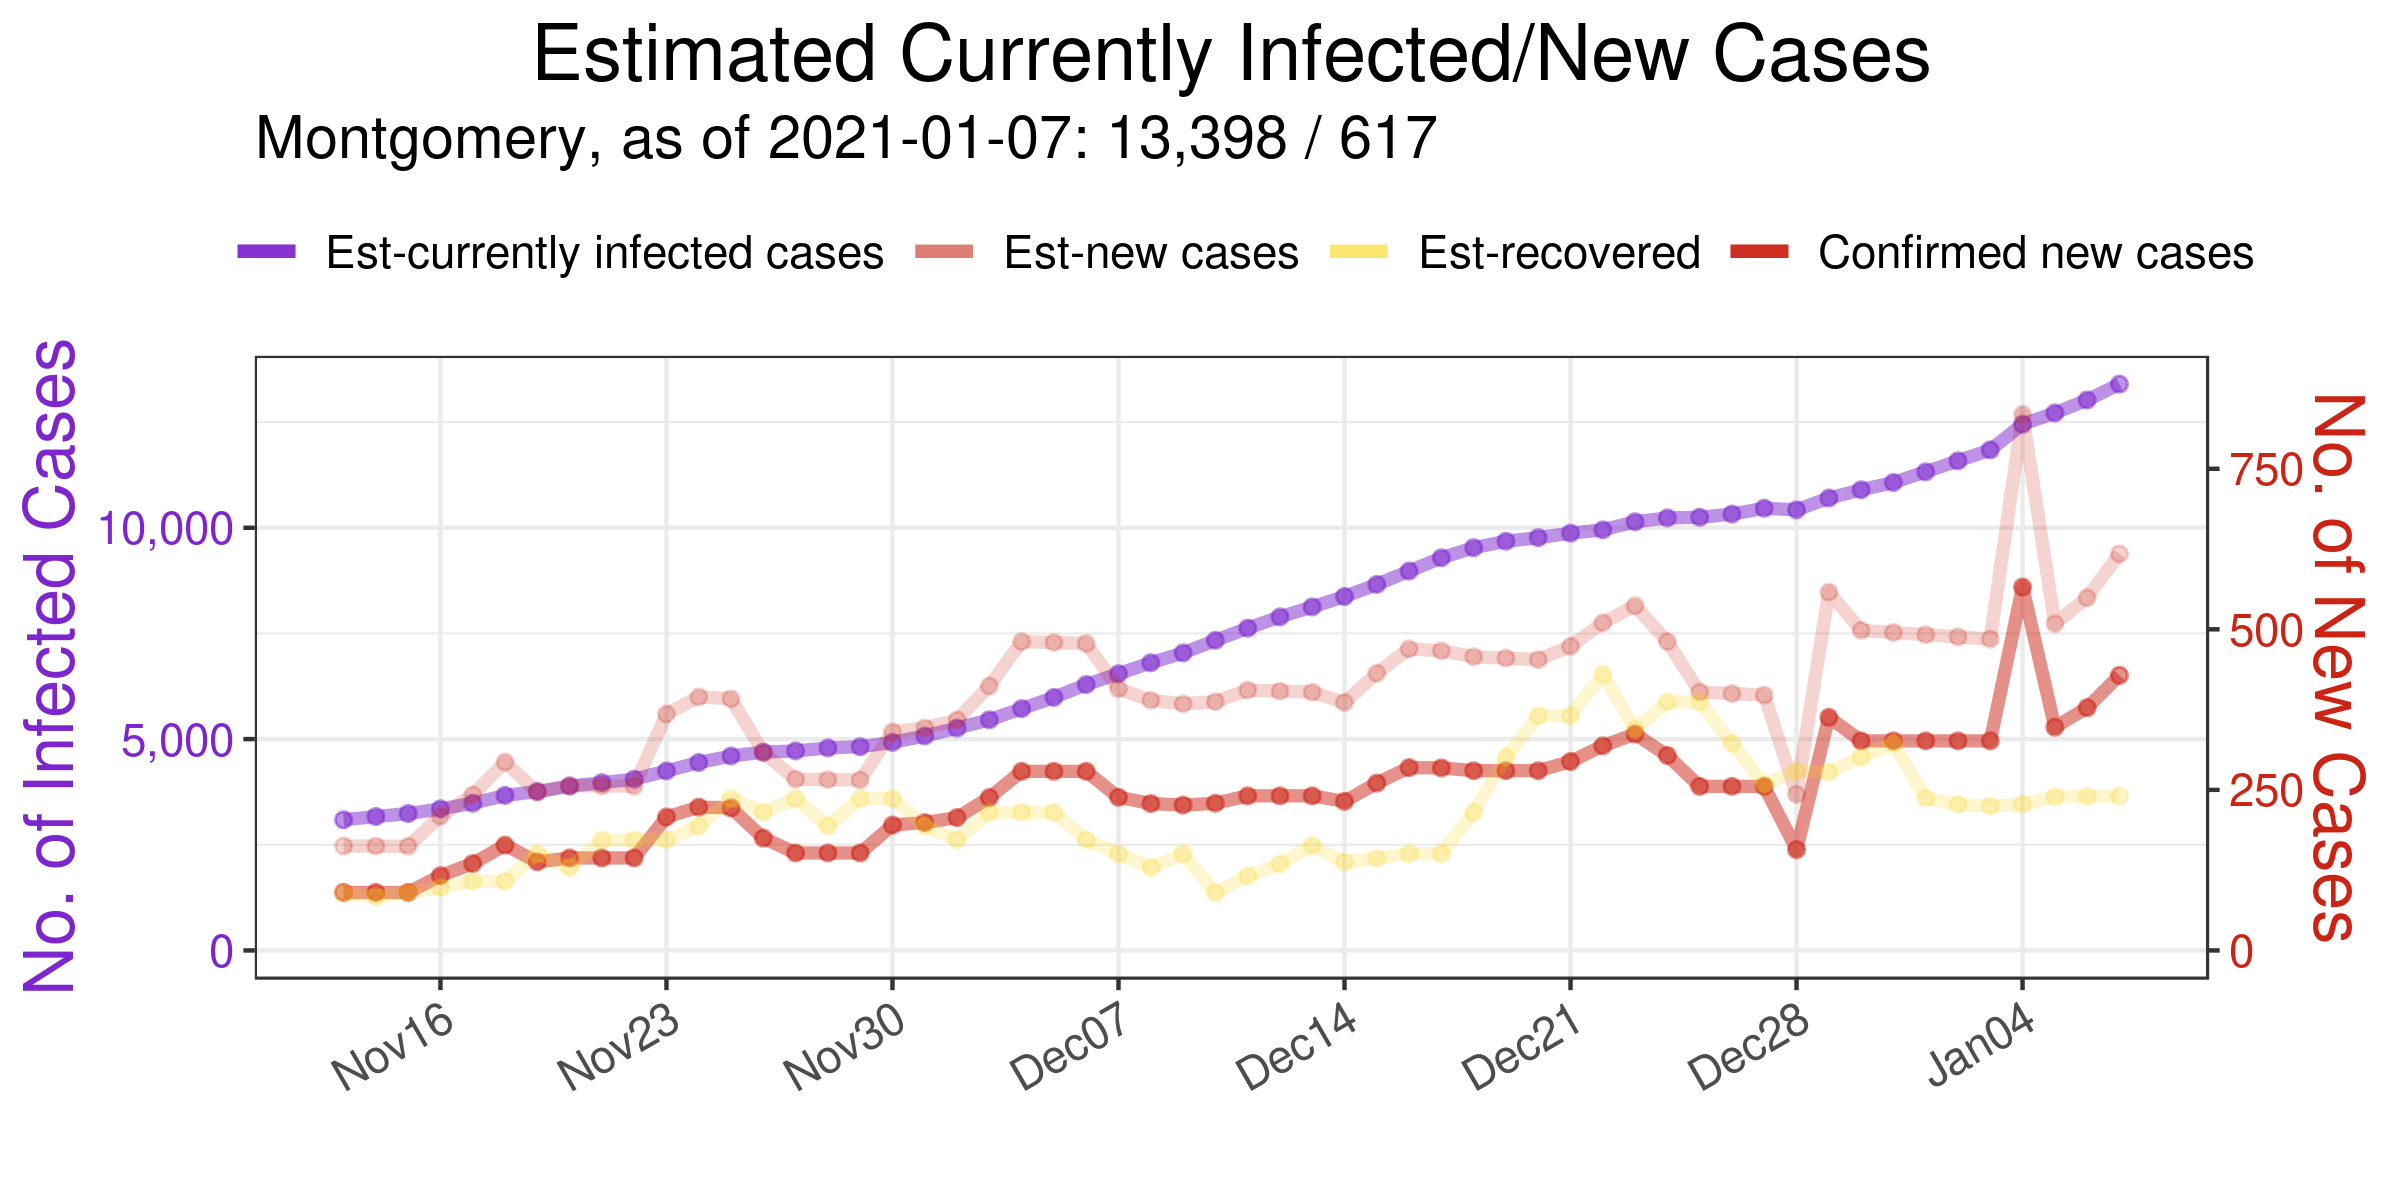 Estimated Currently Infected/New Cases
Montgomery, as of 2021-01-07: 13,398 / 617
Est-currently infected cases Est-new cases Est-recovered Confirmed new cases
No. of Infected Cases
10,000
5,000
0
No. of New Cases
750
500
250
0
Nov16 Nov23 Nov30 Dec07 Dec14 Dec21 Dec28 Jan04